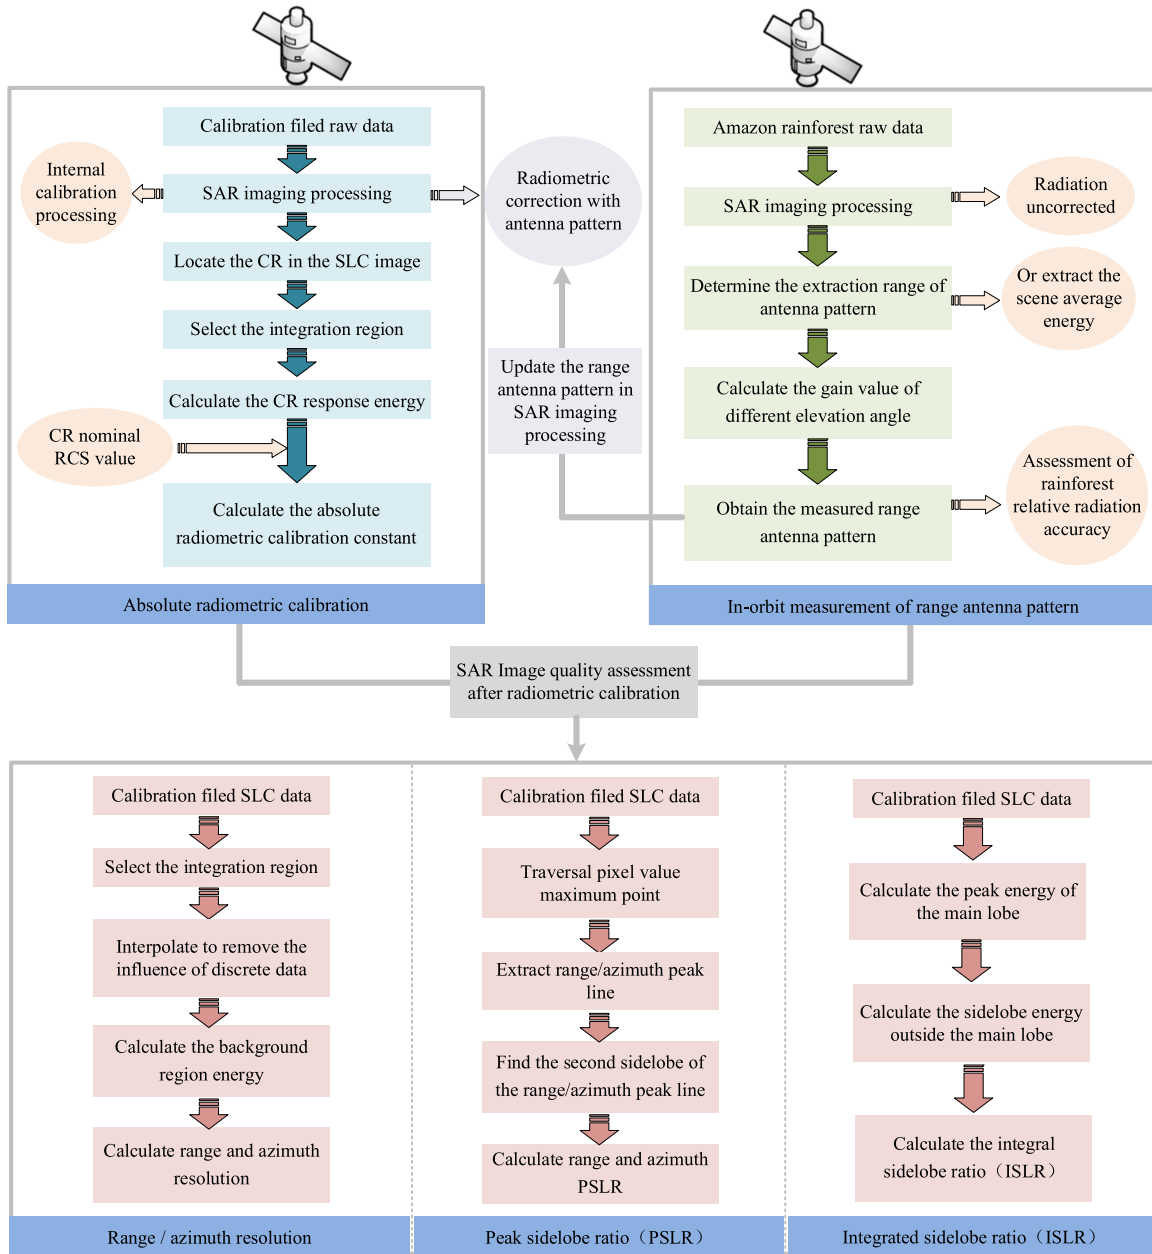 Calibration filed raw data
Internal
calibration
processing
SAR imaging processing
Radiometric
correction with
antenna pattern
Locate the CR in the SLC image
Select the integration region
Calculate the CR response energy
CR nominal
RCS value
Calculate the absolute
radiometric calibration constant
Absolute radiometric calibration
Update the range
antenna pattern in
SAR imaging
processing
Amazon rainforest raw data
SAR imaging processing
Radiation
uncorrected
Determine the extraction range of
antenna pattern
Or extract the
scene average
energy
Calculate the gain value of
different elevation angle
Obtain the measured range
antenna pattern
Assessment of
rainforest
relative radiation
accuracy
In-orbit measurement of range antenna pattern
SAR Image quality assessment
after radiometric calibration
Calibration filed SLC data
Select the integration region
Interpolate to remove the
influence of discrete data
Calculate the background
region energy
Calculate range and azimuth
resolution
Range / azimuth resolution
Calibration filed SLC data
Traversal pixel value
maximum point
Extract range/azimuth peak
line
Find the second sidelobe of
the range/azimuth peak line
Calculate range and azimuth
PSLR
Peak sidelobe ratio（PSLR）
Calibration filed SLC data
Calculate the peak energy of
the main lobe
Calculate the sidelobe energy
outside the main lobe
Calculate the integral
sidelobe ratio（ISLR）
Integrated sidelobe ratio（ISLR）